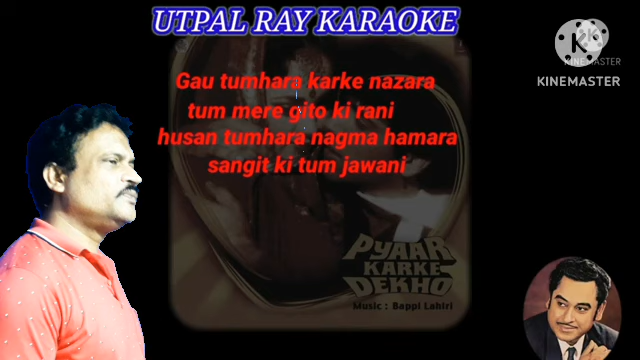 UTPAL RAY KARAOKE
KINEMASTER
KINEMASTER
Gau tumhara karke nazara
tum mere gito ki rani
husan tumhara nagma hamara
sangit ki tum jawani
PYAAR
KARKE
DEKHO
Music : Bappi Lahiri